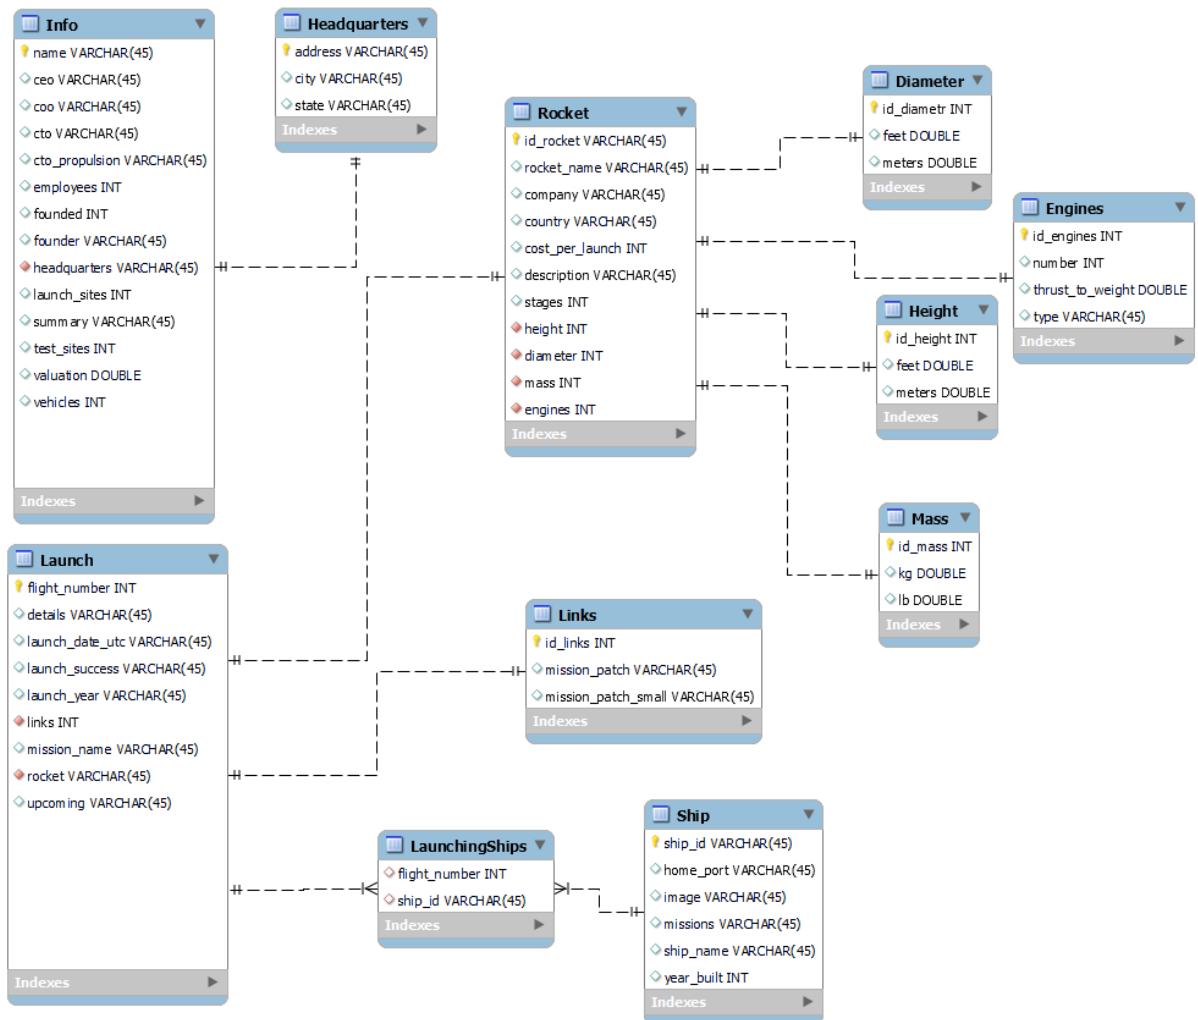 Info
name VARCHAR(45)
ceo VARCHAR(45)
coo VARCHAR(45)
cto VARCHAR(45)
cto_propulsion VARCHAR(45)
employees INT
founded INT
founder VARCHAR(45)
headquarters VARCHAR(45)
launch_sites INT
summary VARCHAR(45)
test_sites INT
valuation DOUBLE
vehicles INT
Indexes
Headquarters
address VARCHAR(45)
city VARCHAR(45)
state VARCHAR(45)
Indexes
Rocket
id_rocket VARCHAR(45)
rocket_name VARCHAR(45)
company VARCHAR(45)
country VARCHAR(45)
cost_per_launch INT
description VARCHAR(45)
stages INT
height INT
diameter INT
mass INT
engines INT
Indexes
Diameter
id_diametr INT
feet DOUBLE
meters DOUBLE
Indexes
Engines
id_engines INT
number INT
thrust_to_weight DOUBLE
type VARCHAR(45)
Indexes
Height
id_height INT
feet DOUBLE
meters DOUBLE
Indexes
Mass
id_mass INT
kg DOUBLE
lb DOUBLE
Indexes
Launch
flight_number INT
details VARCHAR(45)
launch_date_utc VARCHAR(45)
launch_success VARCHAR(45)
launch_year VARCHAR(45)
links INT
mission_name VARCHAR(45)
rocket VARCHAR(45)
upcoming VARCHAR(45)
Indexes
Links
id_links INT
mission_patch VARCHAR(45)
mission_patch_small VARCHAR(45)
Indexes
LaunchingShips
flight_number INT
ship_id VARCHAR(45)
Indexes
Ship
ship_id VARCHAR(45)
home_port VARCHAR(45)
image VARCHAR(45)
missions VARCHAR(45)
ship_name VARCHAR(45)
year_built INT
Indexes